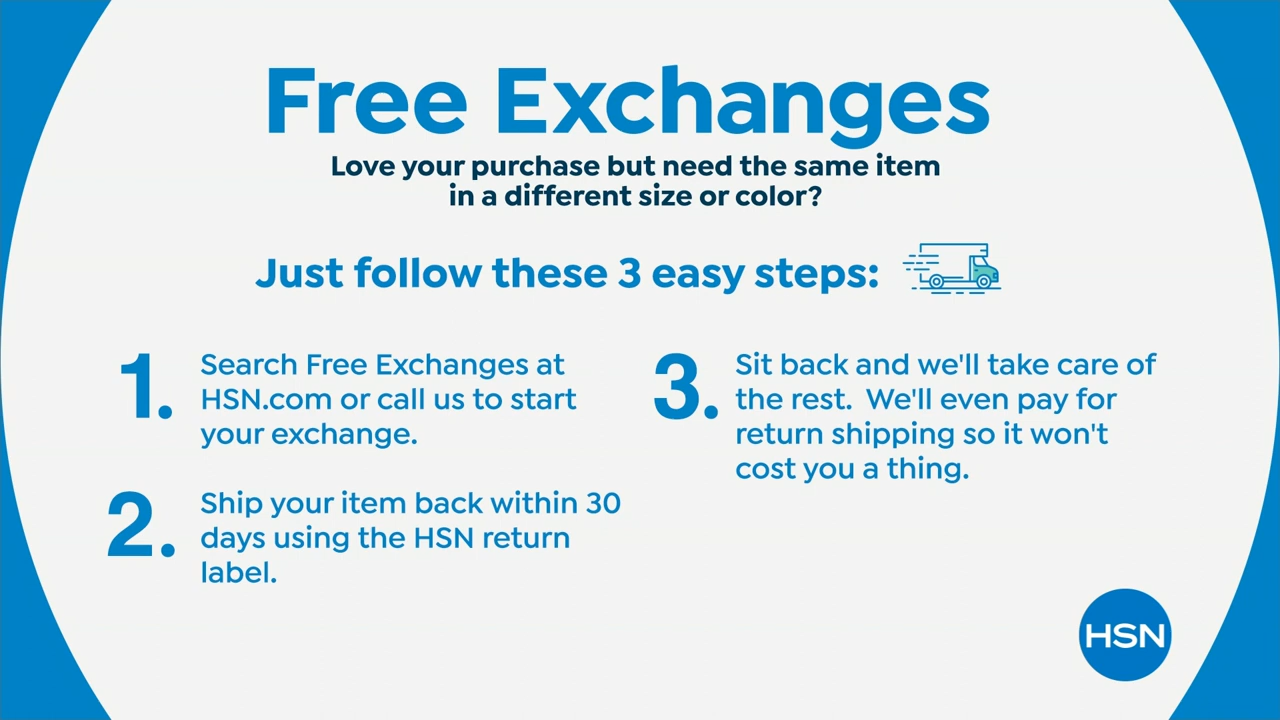 Free Exchanges
Love your purchase but need the same item
in a different size or color?
Just follow these 3 easy steps:
1. Search Free Exchanges at
HSN.com or call us to start
your exchange.
2. Ship your item back within 30
days using the HSN return
label.
3. Sit back and we'll take care of
the rest.  We'll even pay for
return shipping so it won't
cost you a thing.
HSN